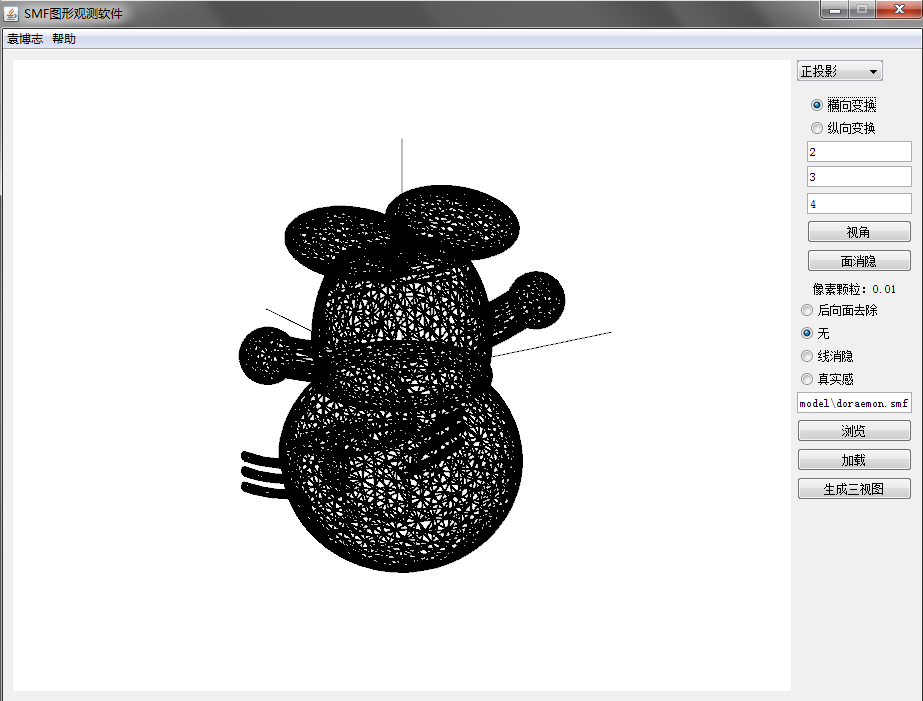 SMF图形观测软件
袁博志 帮助
正投影
横向变换
纵向变换
2
3
4
视角
面消隐
像素颗粒：0.01
后向面去除
无
线消隐
真实感
model\doraemon.smf
浏览
加载
生成三视图